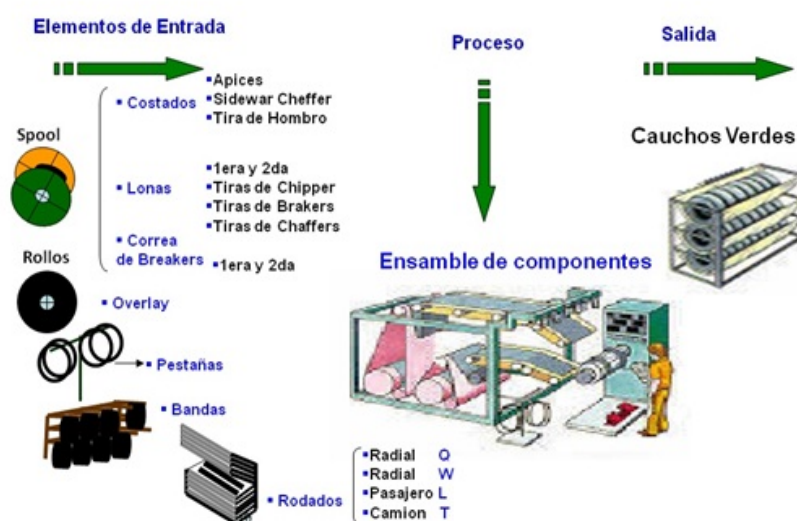 Elementos de Entrada
Proceso
Salida
Spool
▪ Costados
▪Apices
▪Sidewar Cheffer
▪Tira de Hombro
▪ Lonas
▪1era y 2da
▪Tiras de Chipper
▪Tiras de Brakers
▪Tiras de Chaffers
▪ Correa de Breakers
▪1era y 2da
Rollos
▪ Overlay
▪ Pestañas
▪ Bandas
▪ Rodados
▪Radial Q
▪Radial W
▪Pasajero L
▪Camion T
Ensamble de componentes
Cauchos Verdes